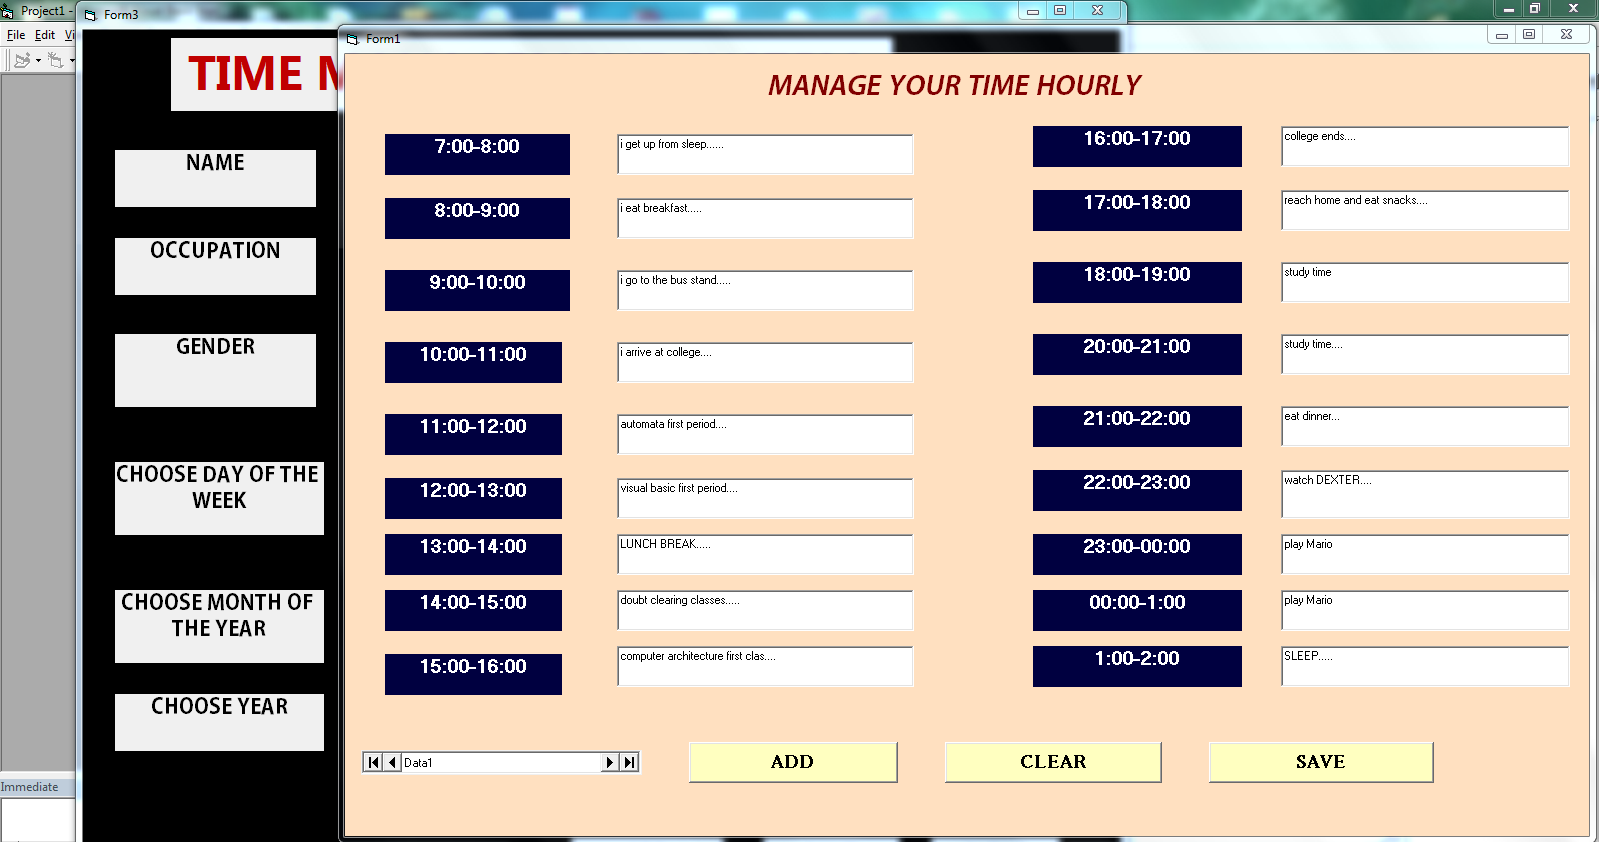 Project1 -
File Edit Vi
Immediate
Form3
TIME M
NAME
OCCUPATION
GENDER
CHOOSE DAY OF THE
WEEK
CHOOSE MONTH OF
THE YEAR
CHOOSE YEAR
Form1
MANAGE YOUR TIME HOURLY
7:00-8:00 i get up from sleep......
8:00-9:00 i eat breakfast.....
9:00-10:00 i go to the bus stand.....
10:00-11:00 i arrive at college....
11:00-12:00 automata first period....
12:00-13:00 visual basic first period....
13:00-14:00 LUNCH BREAK.....
14:00-15:00 doubt clearing classes.....
15:00-16:00 computer architecture first clas....
16:00-17:00 college ends....
17:00-18:00 reach home and eat snacks....
18:00-19:00 study time
20:00-21:00 study time....
21:00-22:00 eat dinner...
22:00-23:00 watch DEXTER....
23:00-00:00 play Mario
00:00-1:00 play Mario
1:00-2:00 SLEEP.....
Data1
ADD CLEAR SAVE